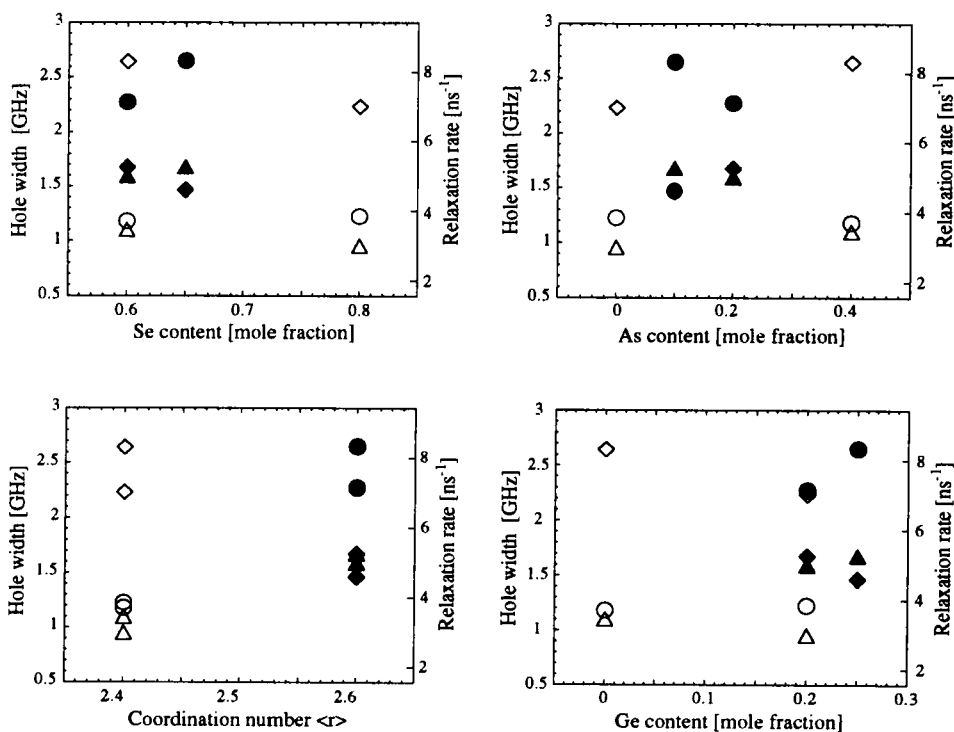 Hole width [GHz]
3
2.5
2
1.5
1
0.5
8
6
4
2
Relaxation rate [ns-1]
0.6 0.7 0.8
Se content [mole fraction]
Hole width [GHz]
3
2.5
2
1.5
1
0.5
8
6
4
2
Relaxation rate [ns-1]
0 0.2 0.4
As content [mole fraction]
Hole width [GHz]
3
2.5
2
1.5
1
0.5
8
6
4
2
Relaxation rate [ns-1]
2.4 2.5 2.6
Coordination number <r>
Hole width [GHz]
3
2.5
2
1.5
1
0.5
8
6
4
2
Relaxation rate [ns-1]
0 0.1 0.2 0.3
Ge content [mole fraction]